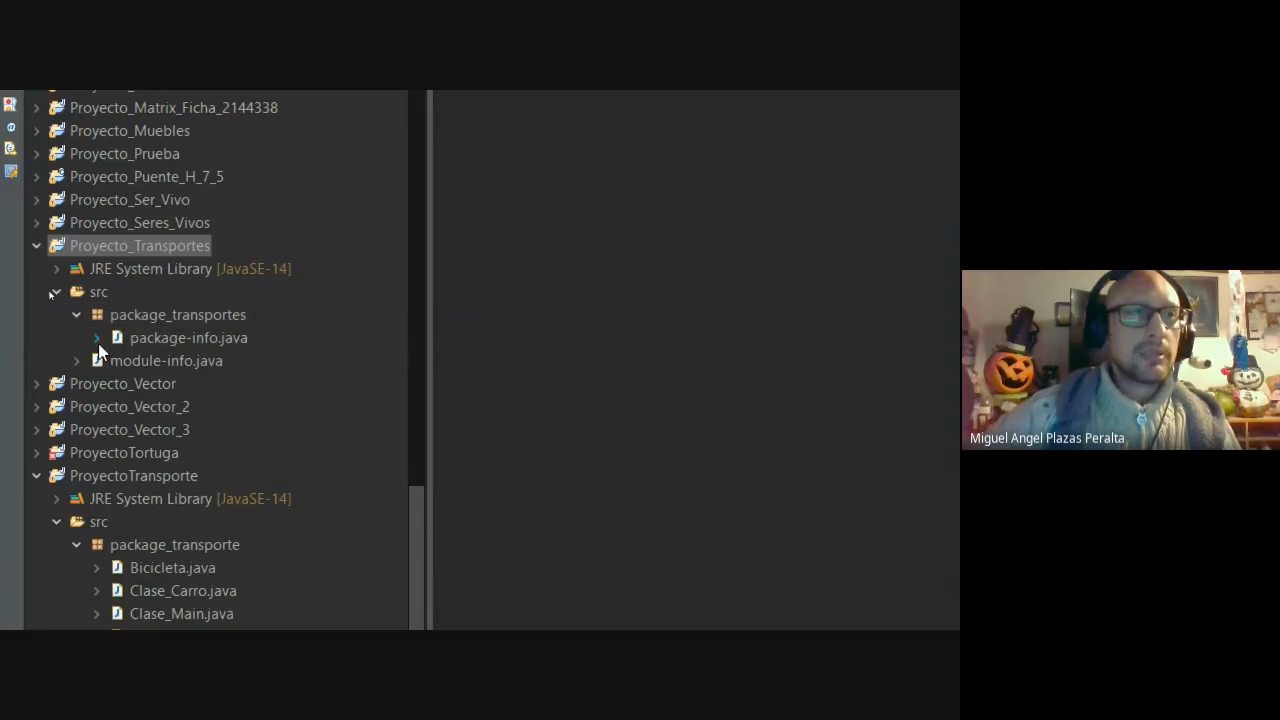 Proyecto_Matrix_Ficha_2144338
Proyecto_Muebles
Proyecto_Prueba
Proyecto_Puente_H_7_5
Proyecto_Ser_Vivo
Proyecto_Seres_Vivos
Proyecto_Transportes
JRE System Library [JavaSE-14]
src
package_transportes
package-info.java
module-info.java
Proyecto_Vector
Proyecto_Vector_2
Proyecto_Vector_3
ProyectoTortuga
ProyectoTransporte
JRE System Library [JavaSE-14]
src
package_transporte
Bicicleta.java
Clase_Carro.java
Clase_Main.java
Miguel Angel Plazas Peralta